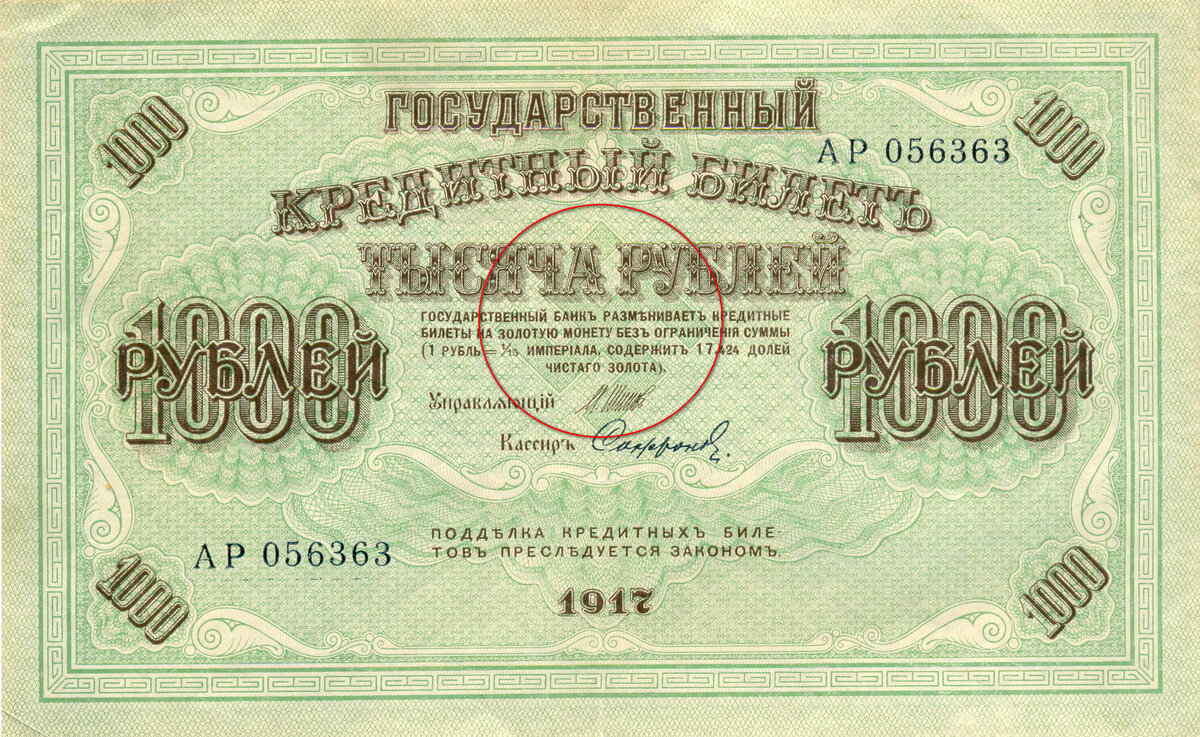 1000
1000
ГОСУДАРСТВЕННЫЙ
АР 056363
КРЕДИТНЫЙ БИЛЕТЪ
ТЫСЯЧА РУБЛЕЙ
1000
РУБЛЕЙ
1000
РУБЛЕЙ
ГОСУДАРСТВЕННЫЙ БАНКЪ РАЗМѢНИВАЕТЪ КРЕДИТНЫЕ
БИЛЕТЫ НА ЗОЛОТУЮ МОНЕТУ БЕЗЪ ОГРАНИЧЕНІЯ СУММЫ
(1 РУБЛЬ = 1/15 ИМПЕРІАЛА, СОДЕРЖИТЪ 17,424 ДОЛЕЙ
ЧИСТАГО ЗОЛОТА).
Управляющій
Кассиръ Сафроновъ.
ПОДДѢЛКА КРЕДИТНЫХЪ БИЛЕ-
ТОВЪ ПРЕСЛѢДУЕТСЯ ЗАКОНОМЪ.
АР 056363
1917
1000
1000